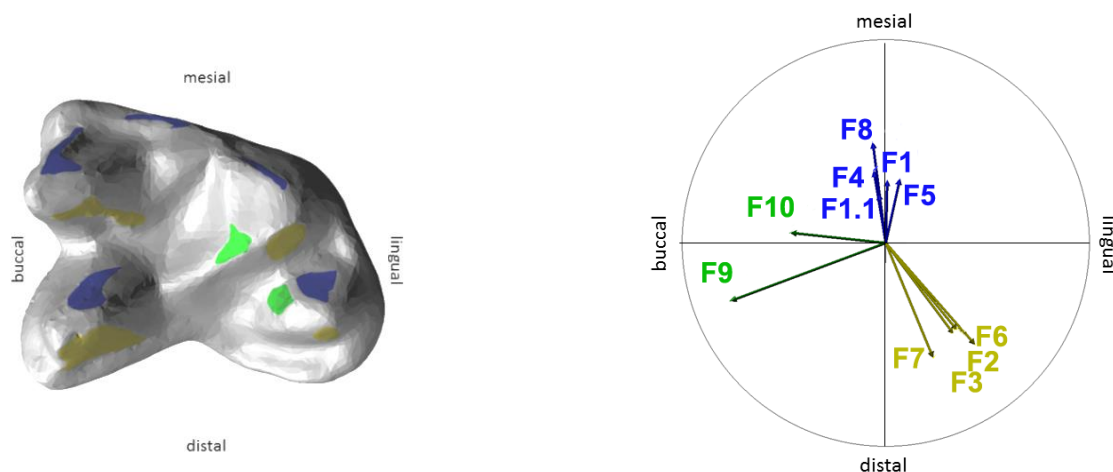 mesial
buccal
lingual
distal
mesial
F8
F1
F4
F5
F1.1
F10
buccal
lingual
F9
F6
F7
F2
F3
distal